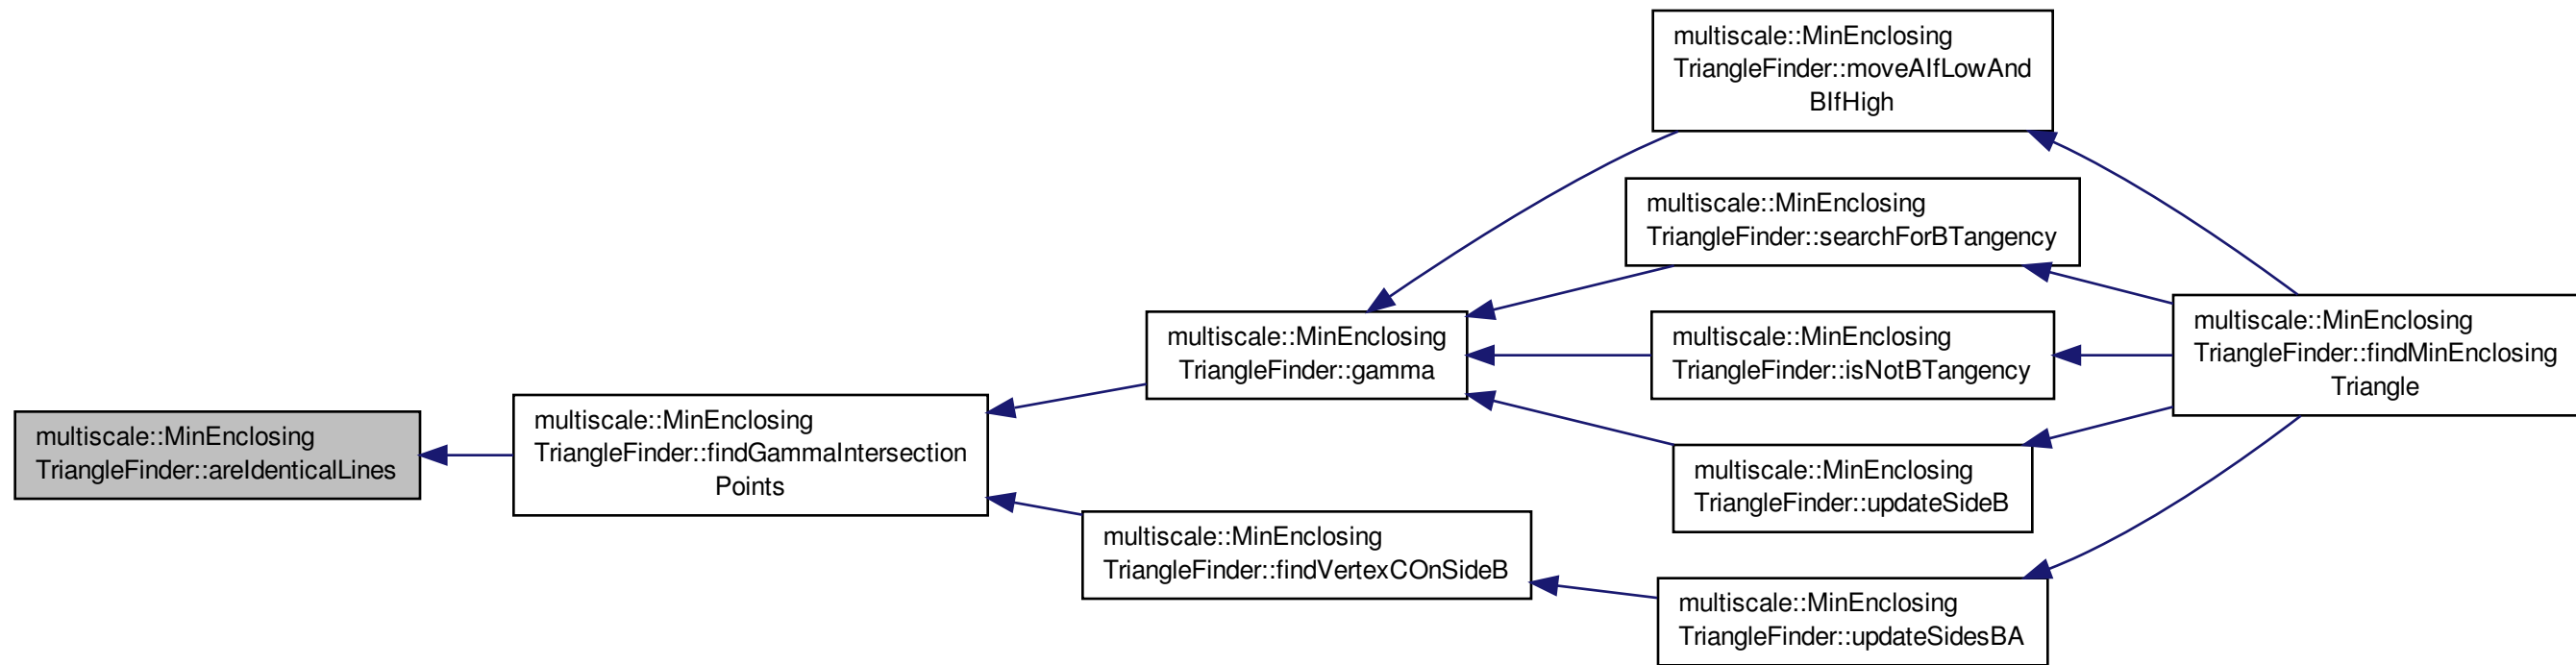 multiscale::MinEnclosing
TriangleFinder::areIdenticalLines
multiscale::MinEnclosing
TriangleFinder::findGammaIntersection
Points
multiscale::MinEnclosing
TriangleFinder::gamma
multiscale::MinEnclosing
TriangleFinder::findVertexCOnSideB
multiscale::MinEnclosing
TriangleFinder::moveAIfLowAnd
BIfHigh
multiscale::MinEnclosing
TriangleFinder::searchForBTangency
multiscale::MinEnclosing
TriangleFinder::isNotBTangency
multiscale::MinEnclosing
TriangleFinder::updateSideB
multiscale::MinEnclosing
TriangleFinder::updateSidesBA
multiscale::MinEnclosing
TriangleFinder::findMinEnclosing
Triangle